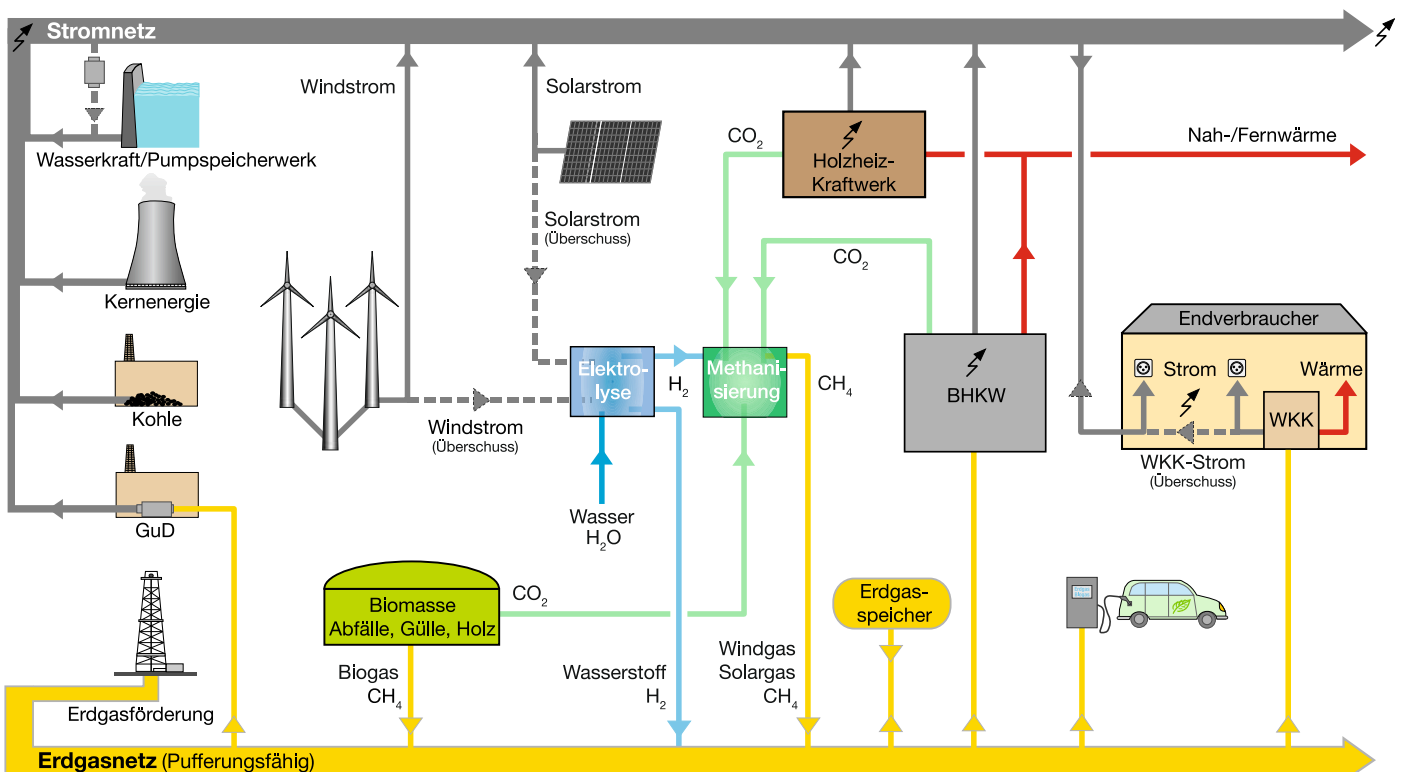 Stromnetz
Windstrom
Solarstrom
Wasserkraft/Pumpspeicherwerk
CO₂
Holzheiz-
Kraftwerk
Nah-/Fernwärme
Solarstrom
(Überschuss)
CO₂
Kernenergie
Endverbraucher
Strom
Wärme
WKK
WKK-Strom
(Überschuss)
Elektro-
lyse
H₂
Methani-
sierung
CH₄
BHKW
Kohle
Windstrom
(Überschuss)
GuD
Wasser
H₂O
Biomasse
Abfälle, Gülle, Holz
CO₂
Erdgas-
speicher
Biogas
CH₄
Wasserstoff
H₂
Windgas
Solargas
CH₄
Erdgasförderung
Erdgasnetz (Pufferungsfähig)